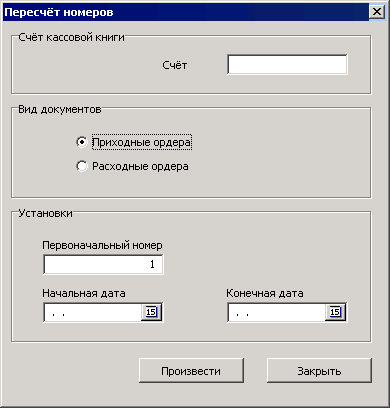 Пересчёт номеров
Счёт кассовой книги
Счёт
Вид документов
Приходные ордера
Расходные ордера
Установки
Первоначальный номер
1
Начальная дата Конечная дата
. . 15 . . 15
Произвести Закрыть